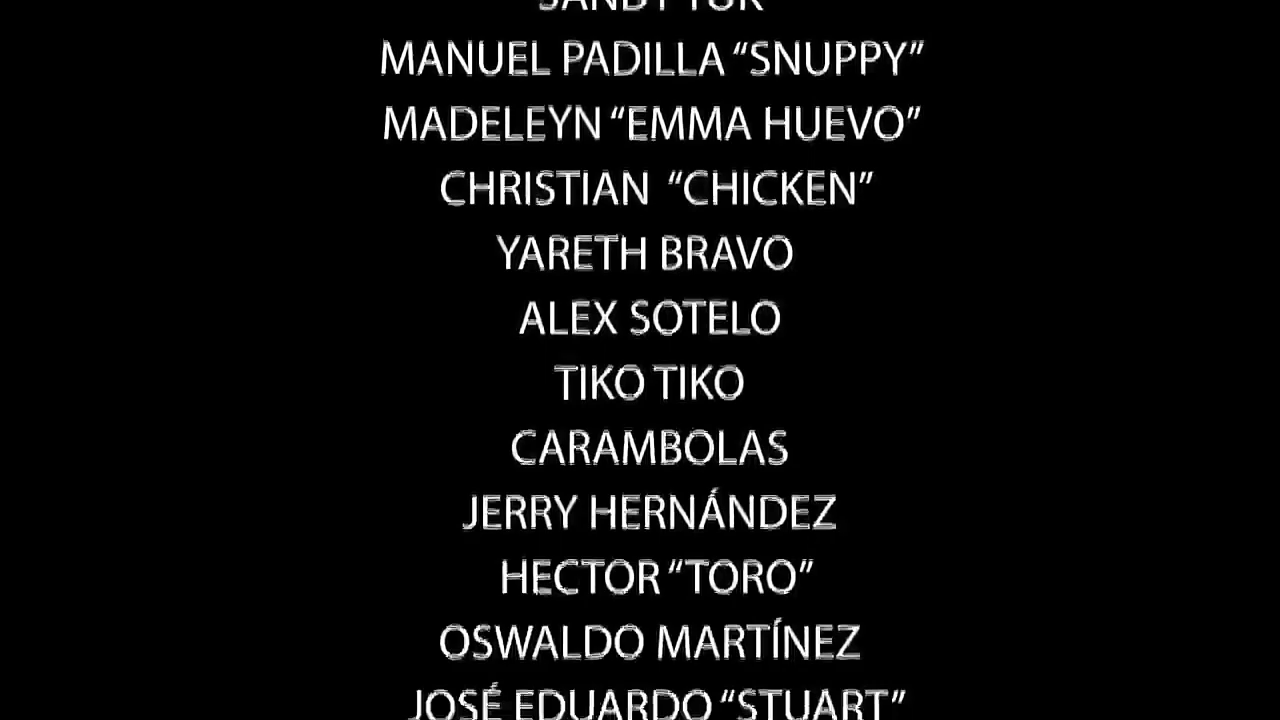 MANUEL PADILLA “SNUPPY”
MADELEYN “EMMA HUEVO”
CHRISTIAN “CHICKEN”
YARETH BRAVO
ALEX SOTELO
TIKO TIKO
CARAMBOLAS
JERRY HERNÁNDEZ
HECTOR “TORO”
OSWALDO MARTÍNEZ
JOSÉ EDUARDO “STUART”